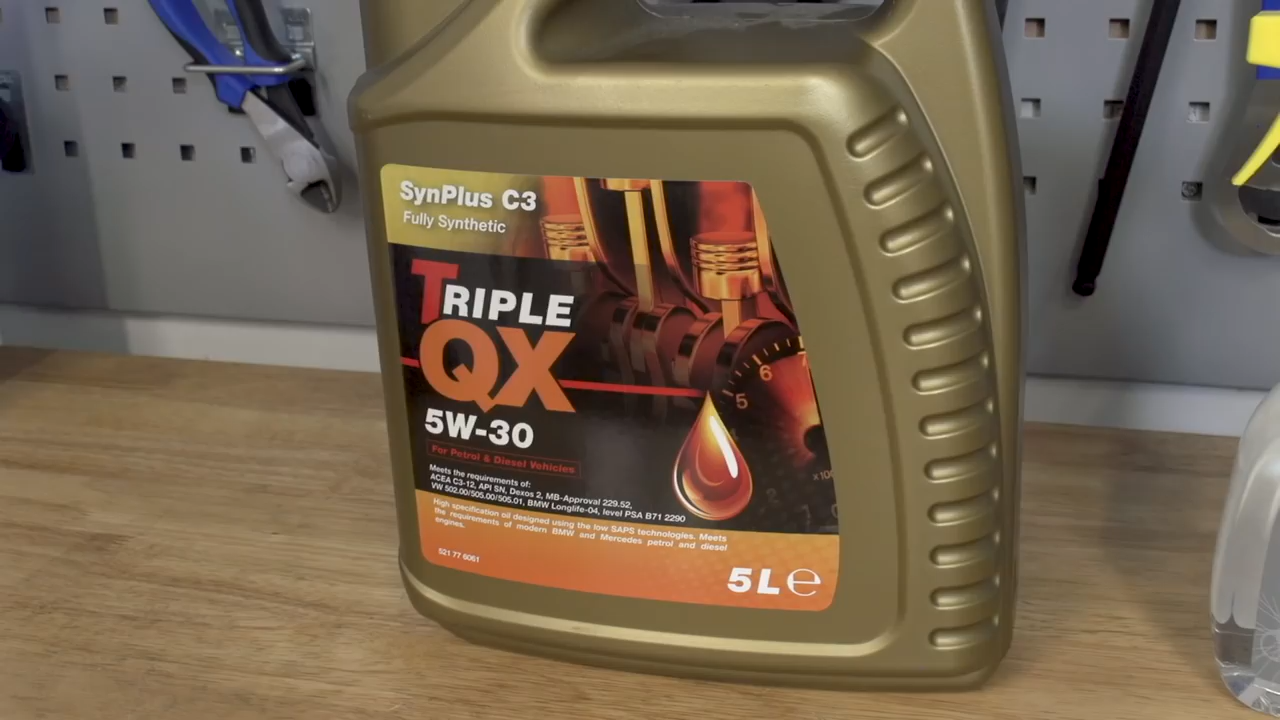 SynPlus C3
Fully Synthetic
TRIPLE
QX
5W-30
For Petrol & Diesel Vehicles
Meets the requirements of:
ACEA C3-12, API SN, Dexos 2, MB-Approval 229.52,
VW 502.00/505.00/505.01, BMW Longlife-04, level PSA B71 2290
High specification oil designed using the low SAPS technologies. Meets
the requirements of modern BMW and Mercedes petrol and diesel
engines.
521 77 6061
5L e
5
6
7